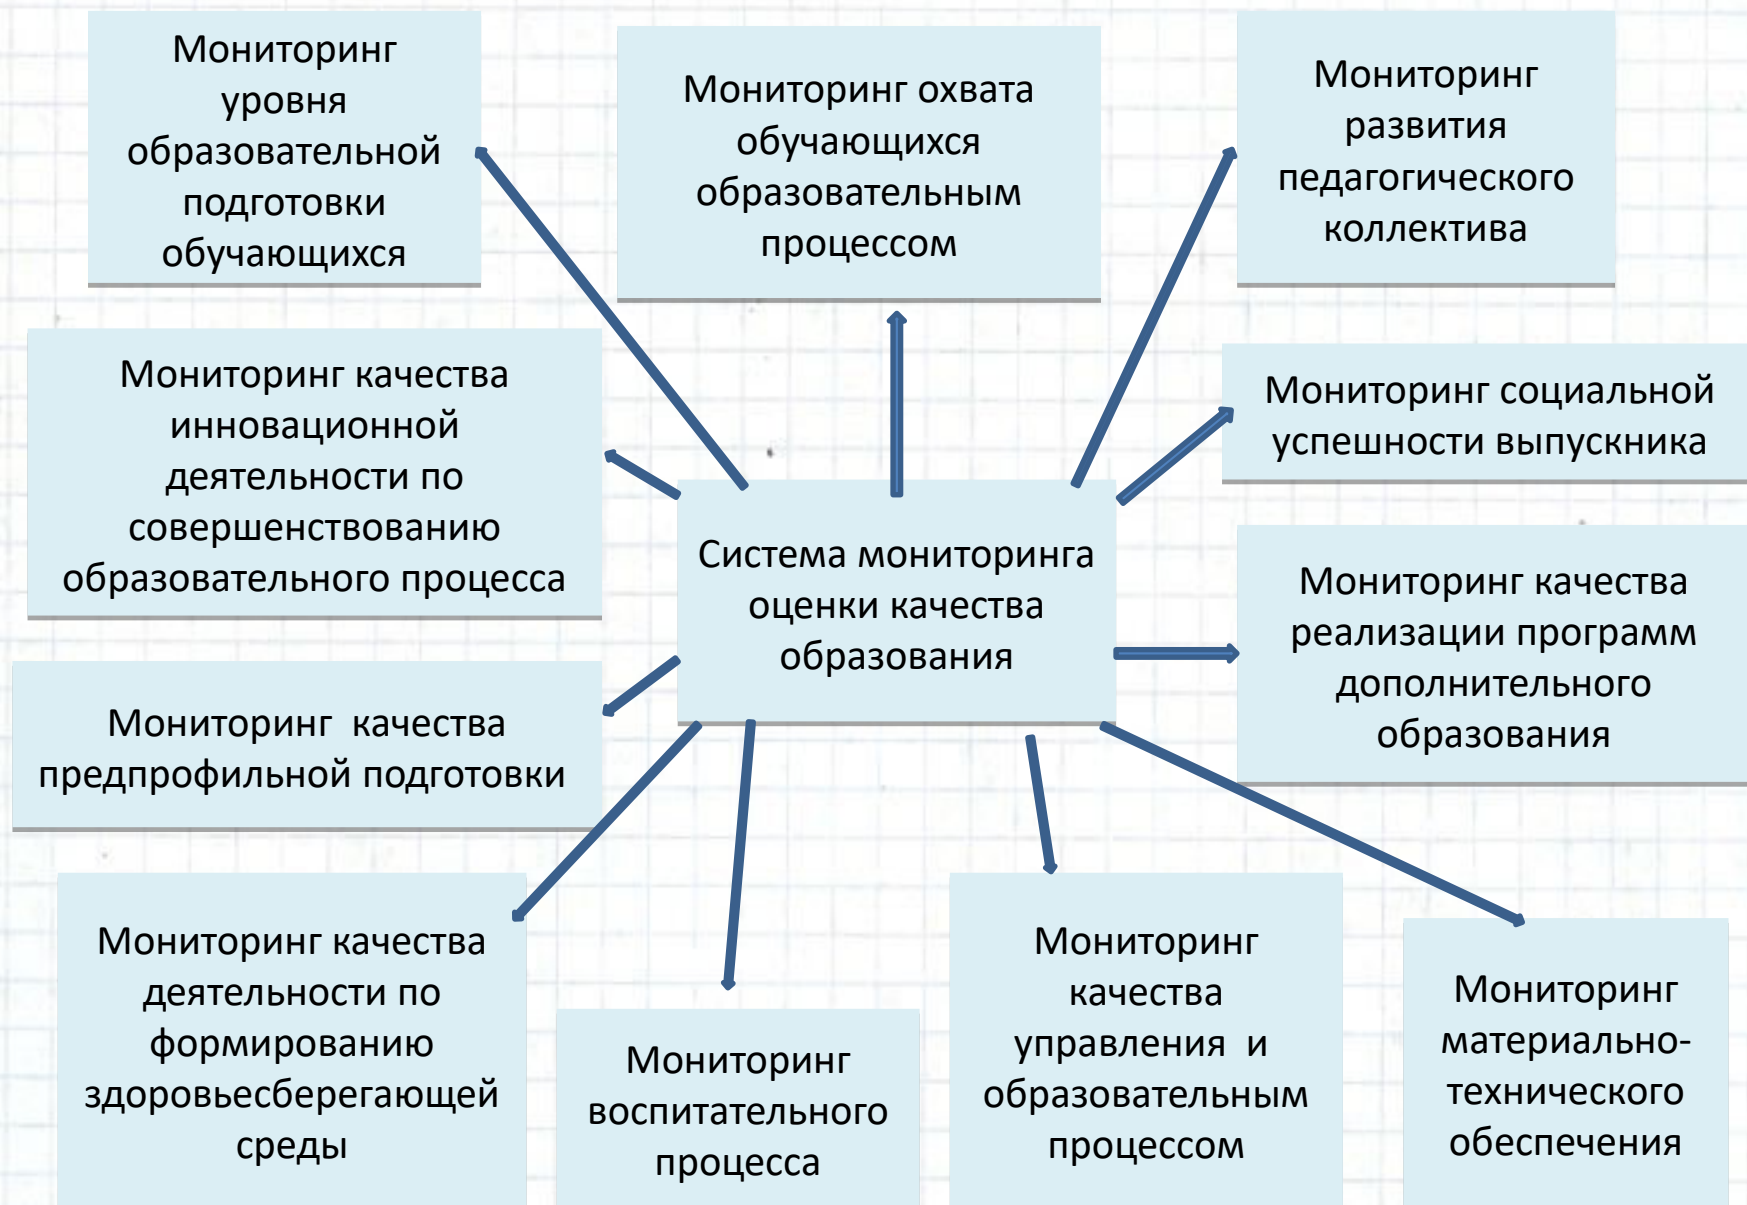 Мониторинг
уровня
образовательной
подготовки
обучающихся
Мониторинг охвата
обучающихся
образовательным
процессом
Мониторинг
развития
педагогического
коллектива
Мониторинг качества
инновационной
деятельности по
совершенствованию
образовательного процесса
Мониторинг социальной
успешности выпускника
Система мониторинга
оценки качества
образования
Мониторинг качества
реализации программ
дополнительного
образования
Мониторинг  качества
предпрофильной подготовки
Мониторинг качества
деятельности по
формированию
здоровьесберегающей
среды
Мониторинг
воспитательного
процесса
Мониторинг
качества
управления  и
образовательным
процессом
Мониторинг
материально-
технического
обеспечения